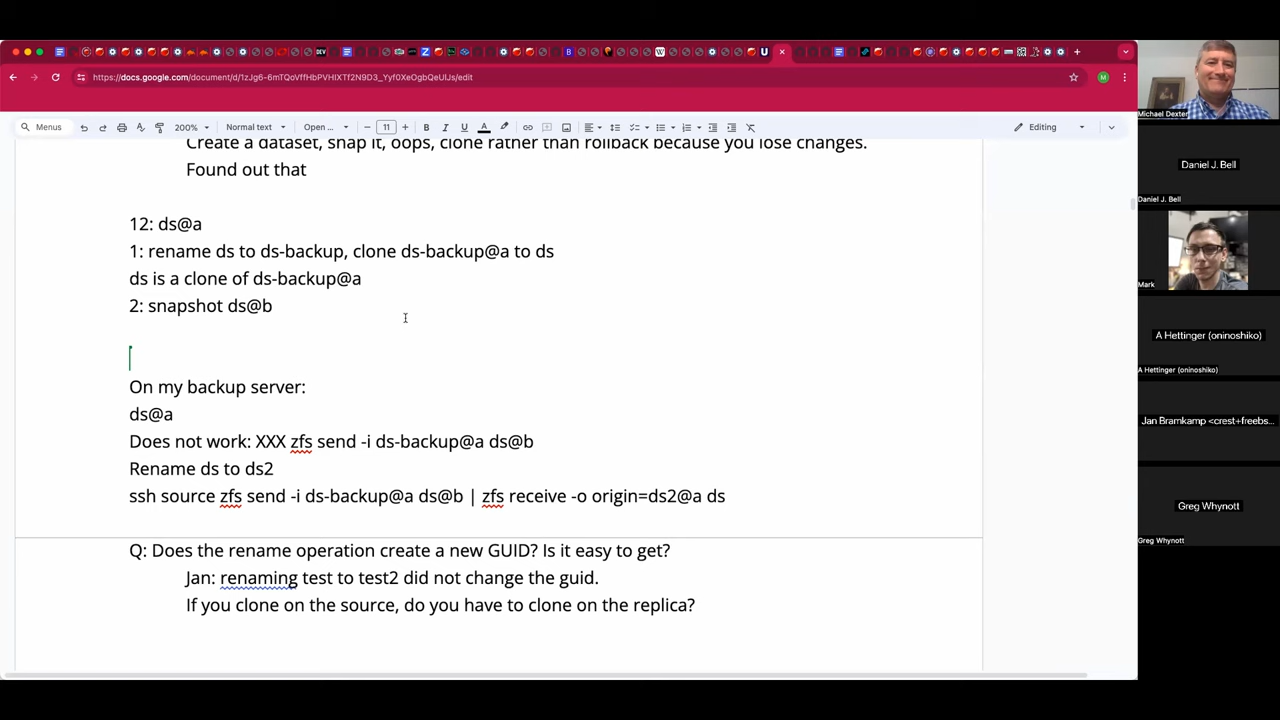 https://docs.google.com/document/d/1zJg6-6mTQoVffHbPVHIXTf2N9D3_Yyf0XeOgbQeUIJs/edit
Menus
200%
Normal text
Open ...
11
Editing
Create a dataset, snap it, oops, clone rather than rollback because you lose changes.
Found out that
12: ds@a
1: rename ds to ds-backup, clone ds-backup@a to ds
ds is a clone of ds-backup@a
2: snapshot ds@b
On my backup server:
ds@a
Does not work: XXX zfs send -i ds-backup@a ds@b
Rename ds to ds2
ssh source zfs send -i ds-backup@a ds@b | zfs receive -o origin=ds2@a ds
Q: Does the rename operation create a new GUID? Is it easy to get?
Jan: renaming test to test2 did not change the guid.
If you clone on the source, do you have to clone on the replica?
Michael Dexter
Daniel J. Bell
Daniel J. Bell
Mark
A Hettinger (oninoshiko)
A Hettinger (oninoshiko)
Jan Bramkamp <crest+freebs...
Greg Whynott
Greg Whynott